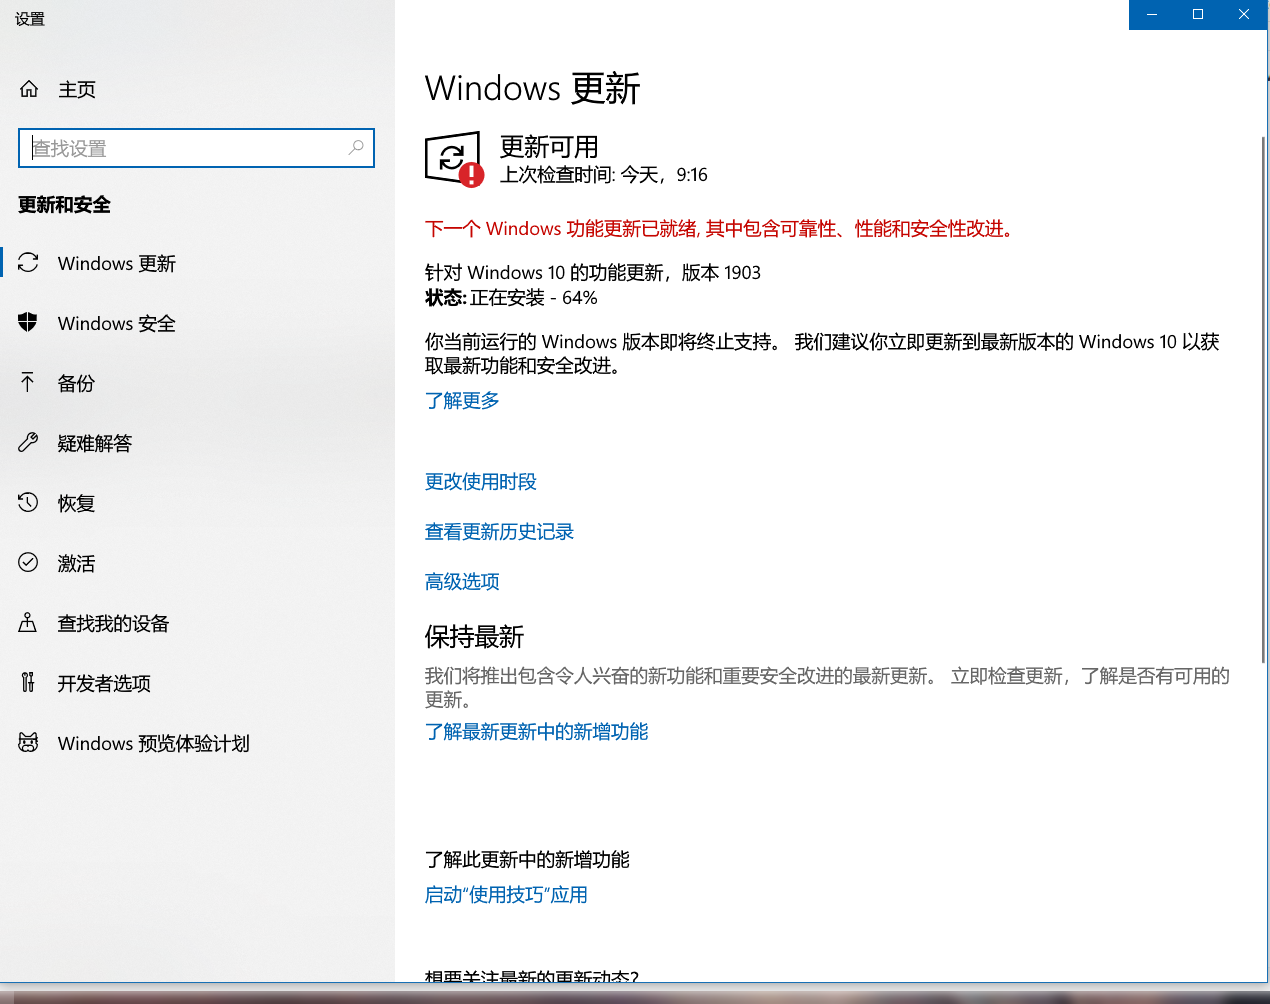 设置
主页
查找设置
更新和安全
Windows 更新
Windows 安全
备份
疑难解答
恢复
激活
查找我的设备
开发者选项
Windows 预览体验计划
Windows 更新
更新可用
上次检查时间: 今天，9:16
下一个 Windows 功能更新已就绪, 其中包含可靠性、性能和安全性改进。
针对 Windows 10 的功能更新，版本 1903
状态: 正在安装 - 64%
你当前运行的 Windows 版本即将终止支持。 我们建议你立即更新到最新版本的 Windows 10 以获
取最新功能和安全改进。
了解更多
更改使用时段
查看更新历史记录
高级选项
保持最新
我们将推出包含令人兴奋的新功能和重要安全改进的最新更新。 立即检查更新，了解是否有可用的
更新。
了解最新更新中的新增功能
了解此更新中的新增功能
启动“使用技巧”应用
想要关注最新的更新动态?